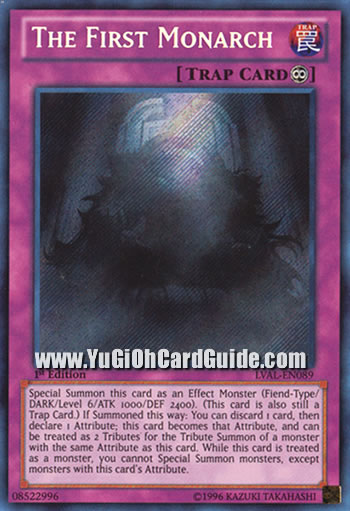 THE FIRST MONARCH
TRAP
罠
[TRAP CARD∞]
www.YuGiOhCardGuide.com
1st Edition
LVAL-EN089
Special Summon this card as an Effect Monster (Fiend-Type/
DARK/Level 6/ATK 1000/DEF 2400). (This card is also still a
Trap Card.) If Summoned this way: You can discard 1 card, then
declare 1 Attribute; this card becomes that Attribute, and can
be treated as 2 Tributes for the Tribute Summon of a monster
with the same Attribute as this card. While this card is treated
as a monster, you cannot Special Summon monsters, except
monsters with this card's Attribute.
08522996
©1996 KAZUKI TAKAHASHI